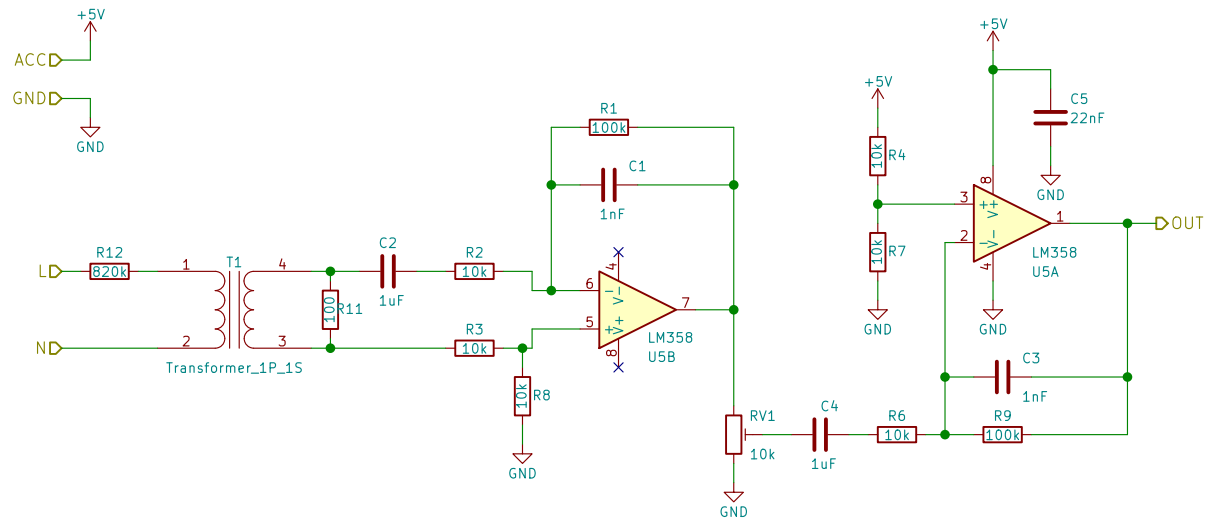 +5V
ACC
GND
GND
L
R12
820k
1
2
T1
4
3
Transformer_1P_1S
R11
100
C2
1uF
R2
10k
R3
10k
R8
10k
GND
R1
100k
C1
1nF
6
5
4
V-
V+
8
7
LM358
U5B
N
RV1
10k
GND
C4
1uF
R6
10k
R9
100k
C3
1nF
+5V
R4
10k
R7
10k
GND
+5V
C5
22nF
GND
8
V+
3
2
V-
4
1
LM358
U5A
GND
OUT